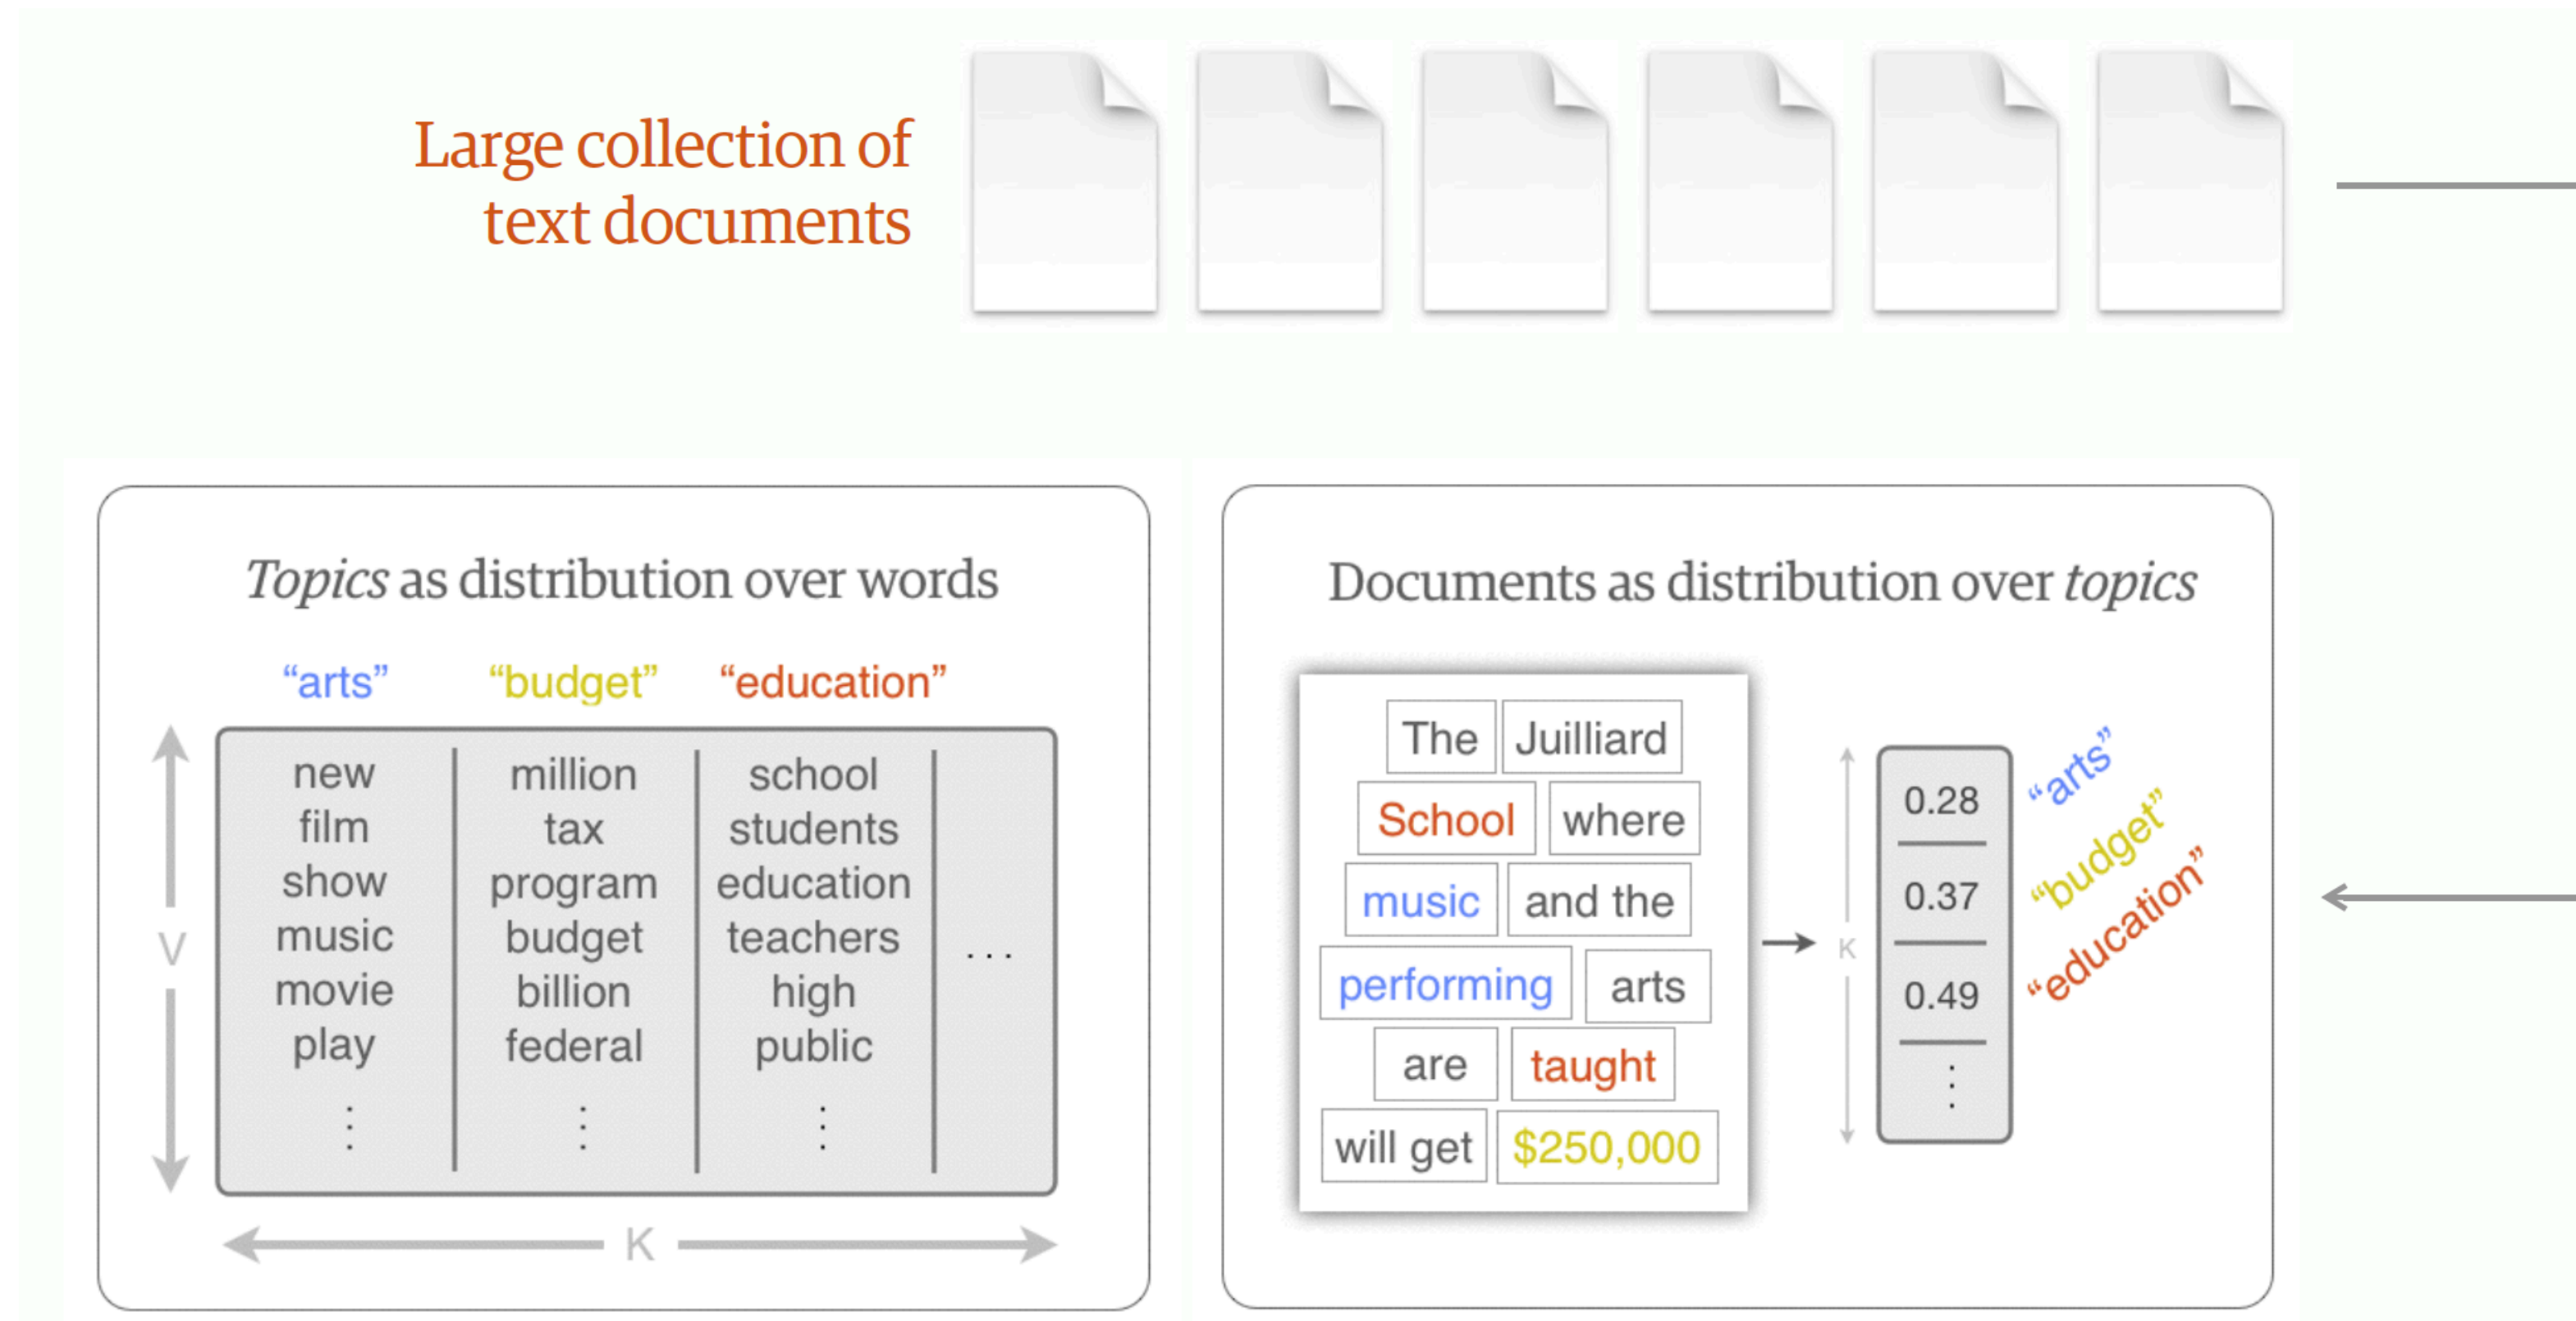 Large collection of
text documents
Topics as distribution over words
“arts” “budget” “education”
new million school
film tax students
show program education
music budget teachers
movie billion high
play federal public
...
V
K
Documents as distribution over topics
The Juilliard
School where
music and the
performing arts
are taught
will get $250,000
K
0.28 “arts”
0.37 “budget”
0.49 “education”